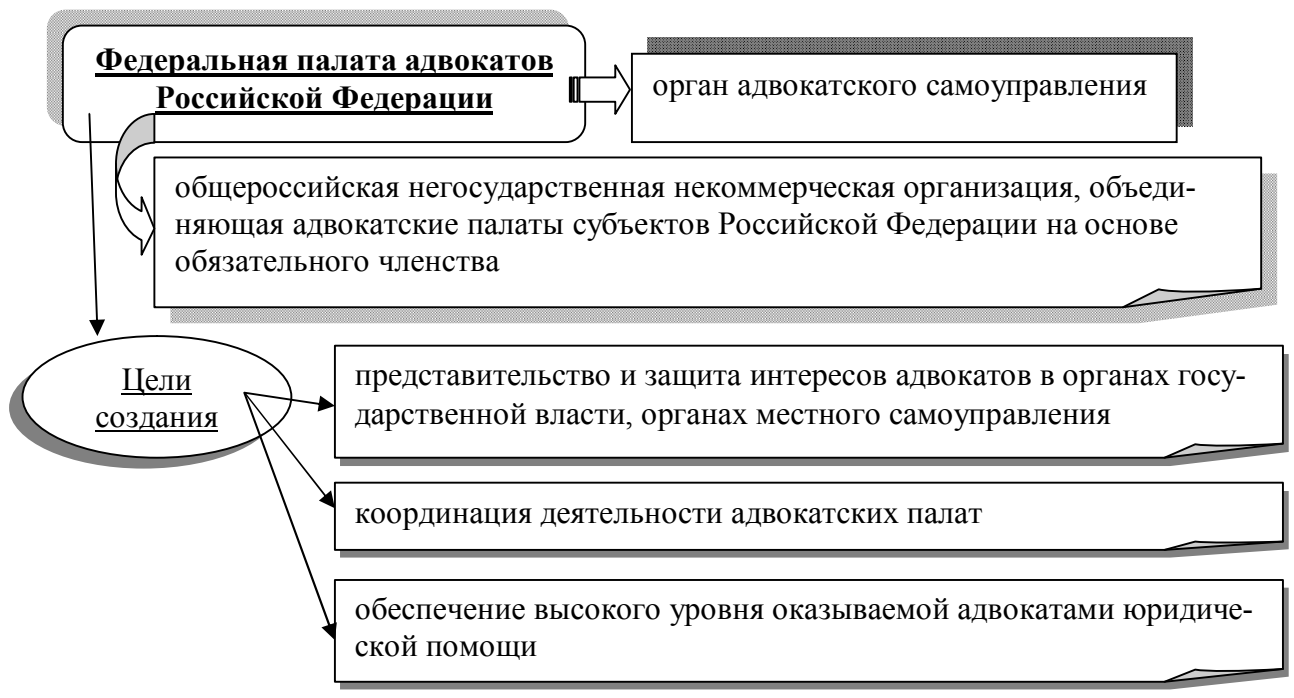 Федеральная палата адвокатов
Российской Федерации
орган адвокатского самоуправления
общероссийская негосударственная некоммерческая организация, объеди-
няющая адвокатские палаты субъектов Российской Федерации на основе
обязательного членства
Цели
создания
представительство и защита интересов адвокатов в органах госу-
дарственной власти, органах местного самоуправления
координация деятельности адвокатских палат
обеспечение высокого уровня оказываемой адвокатами юридиче-
ской помощи